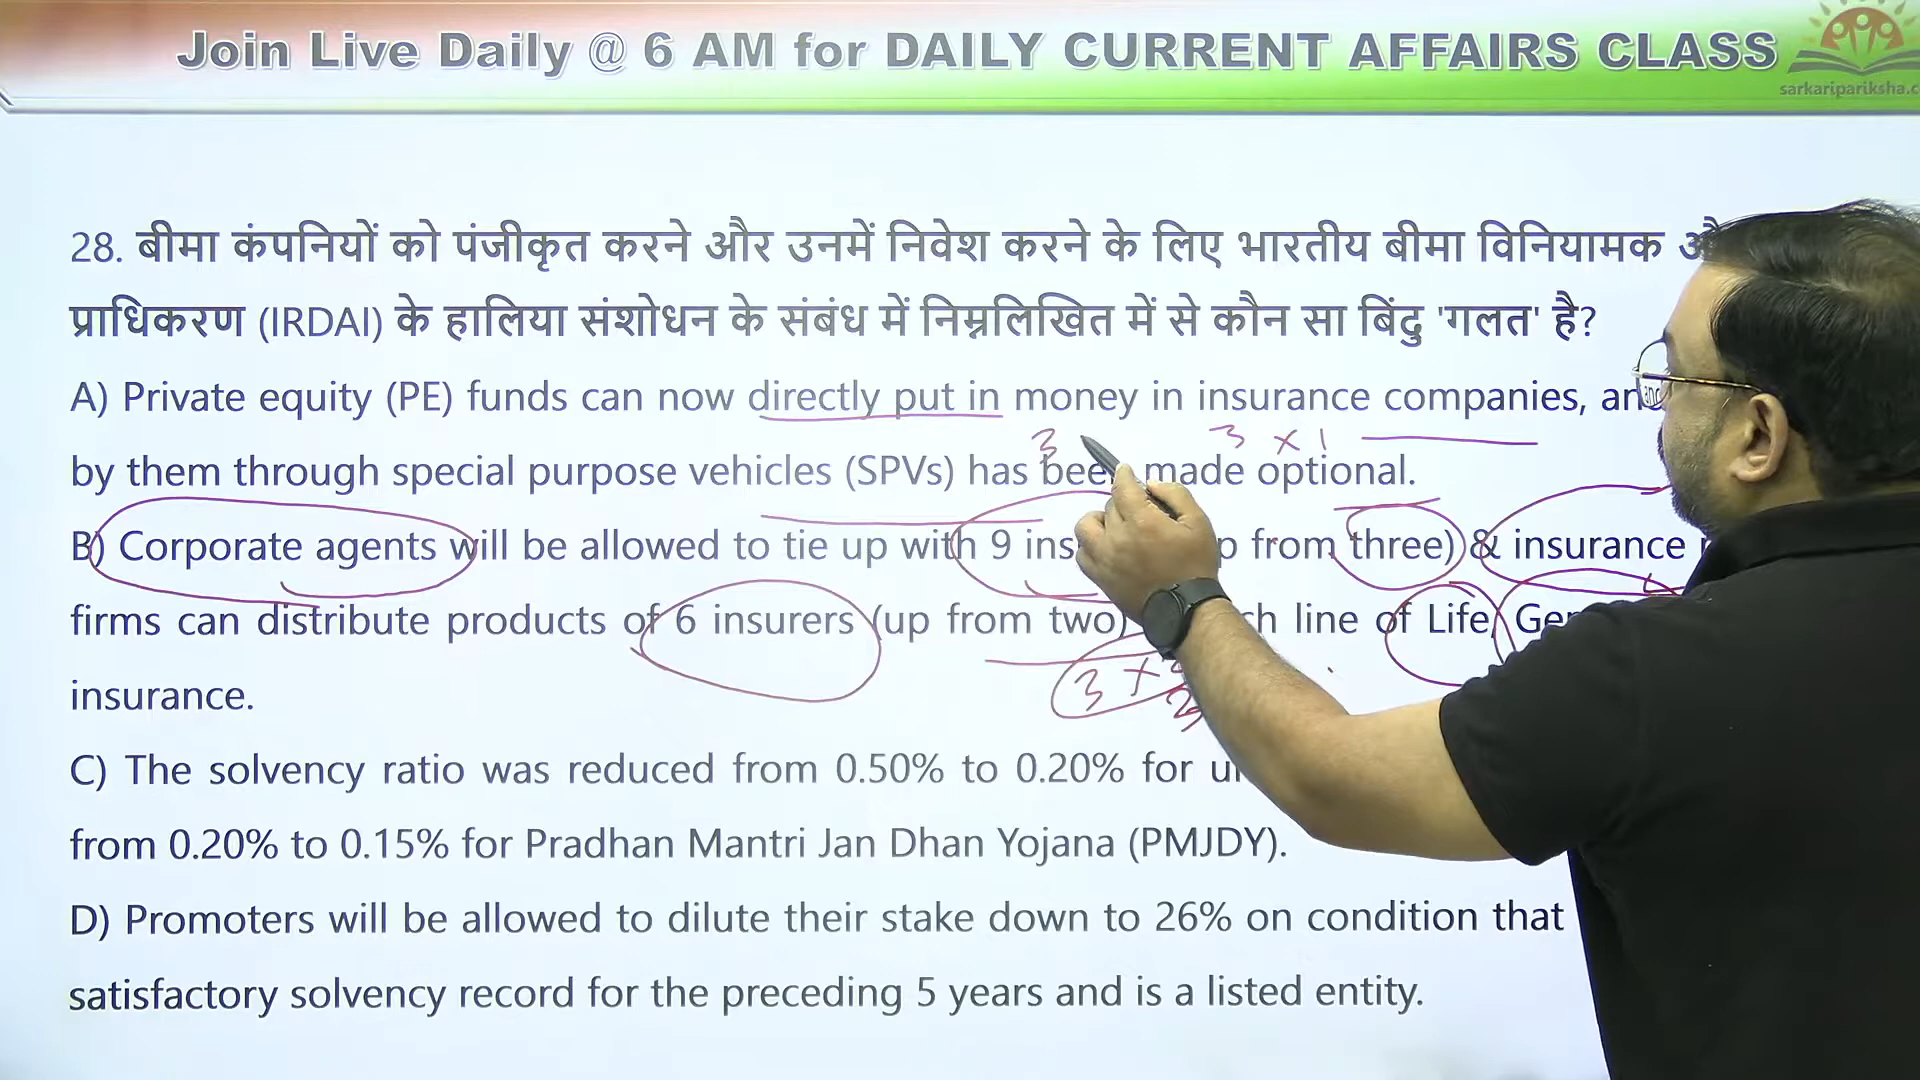 Join Live Daily @ 6 AM for DAILY CURRENT AFFAIRS CLASS
sarkaripariksha.c
28. बीमा कंपनियों को पंजीकृत करने और उनमें निवेश करने के लिए भारतीय बीमा विनियामक
प्राधिकरण (IRDAI) के हालिया संशोधन के संबंध में निम्नलिखित में से कौन सा बिंदु 'गलत' है?
A) Private equity (PE) funds can now directly put in money in insurance companies,
3 3 x 1
by them through special purpose vehicles (SPVs) has been made optional.
B) Corporate agents will be allowed to tie up with 9 from three) & insurance
firms can distribute products of 6 insurers (up from two) line of Life,
3 x
insurance.
C) The solvency ratio was reduced from 0.50% to 0.20% for
from 0.20% to 0.15% for Pradhan Mantri Jan Dhan Yojana (PMJDY).
D) Promoters will be allowed to dilute their stake down to 26% on condition that
satisfactory solvency record for the preceding 5 years and is a listed entity.